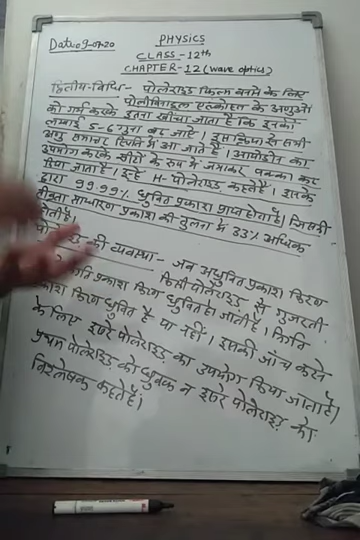 Date:9-07-20
PHYSICS
CLASS-12th
CHAPTER-12 (wave optics)
द्वितीय-विधि- पोलेराइड फिल्म बनाने के लिए
पोलीविनाइल एल्कोहल के अणुओं
को गर्म करके इतना खींचा जाता है कि इनकी
लम्बाई 5-6 गुना बढ़ जाए। इस क्रिया से सभी
अणु समान्तर स्थिति में आ जाते हैं। आयोडीन का
उपयोग करके खींटो के रूप में जमाकर पक्का कर
दिया जाता है। इन्हें H-पोलेराइड कहते हैं। इसके
द्वारा 99.99% ध्रुवित प्रकाश प्राप्त होता है। जिसकी
तीव्रता साधारण प्रकाश की तुलना में 33% अधिक
होती है।
की व्यवस्था- जब अध्रुवित प्रकाश किरण
किसी पोलेराइड से गुजरती
प्रकाश किरण ध्रुवित हो जाती है। निर्गत
किरण ध्रुवित है या नहीं। इसकी जाँच करने
के लिए दूसरे पोलेराइड का उपयोग किया जाता है।
प्रथम पोलेराइड को ध्रुवक व दूसरे पोलेराइड को
विश्लेषक कहते हैं।